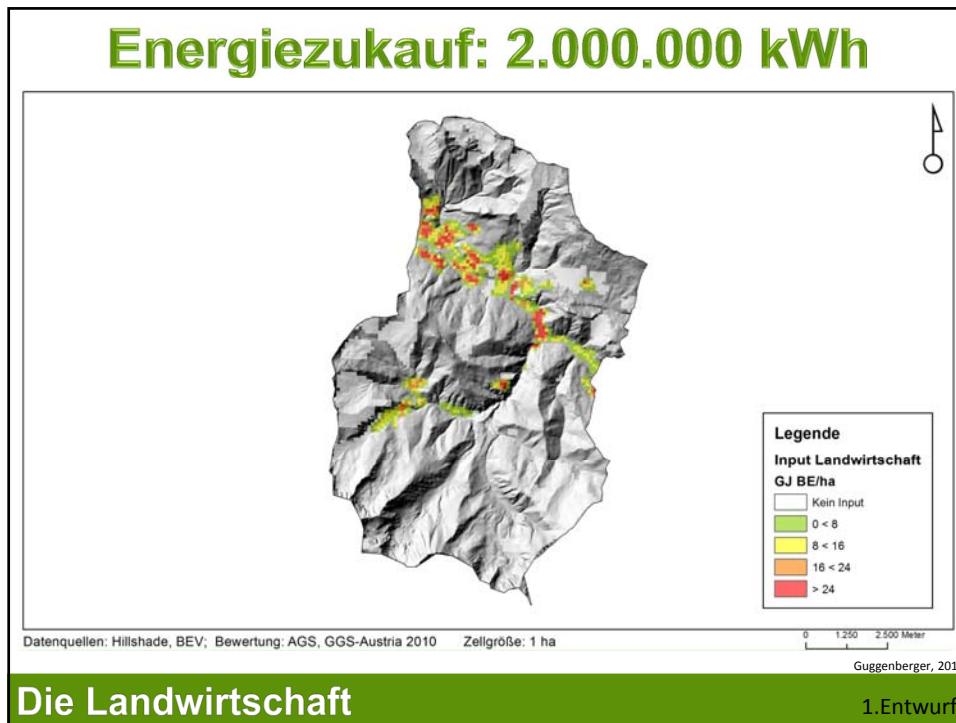 Energiezukauf: 2.000.000 kWh
Legende
Input Landwirtschaft
GJ BE/ha
Kein Input
0 < 8
8 < 16
16 < 24
> 24
Datenquellen: Hillshade, BEV; Bewertung: AGS, GGS-Austria 2010 Zellgröße: 1 ha
0 1.250 2.500 Meter
Guggenberger, 201
Die Landwirtschaft
1.Entwurf